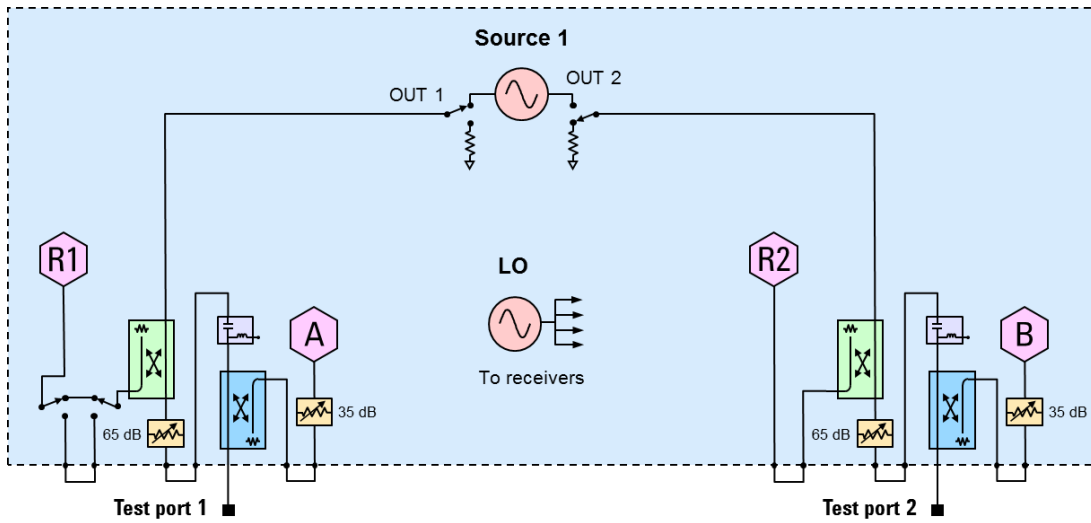 Source 1
OUT 1
OUT 2
R1
R2
LO
A
B
To receivers
65 dB
35 dB
65 dB
35 dB
Test port 1
Test port 2